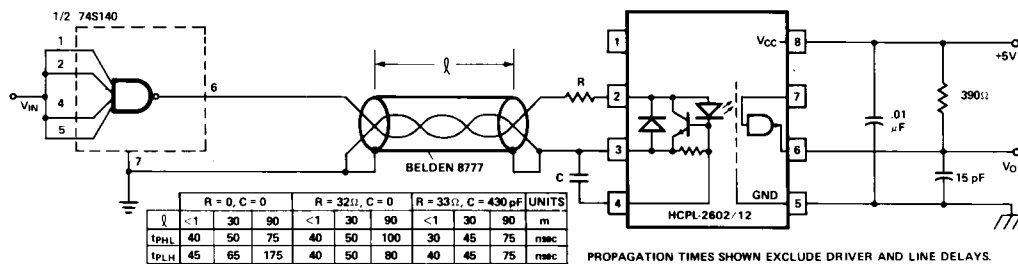 1/2 74S140
1
2
4
5
VIN
6
7
ℓ
BELDEN 8777
R
C
1
2
3
4
VCC
8
7
6
GND
5
HCPL-2602/12
.01
μF
390Ω
+5V
VO
15 pF
R = 0, C = 0 R = 32Ω, C = 0 R = 33Ω, C = 430 pF UNITS
ℓ <1 30 90 <1 30 90 <1 30 90 m
tPHL 40 50 75 40 50 100 30 45 75 nsec
tPLH 45 65 175 40 50 80 40 45 75 nsec
PROPAGATION TIMES SHOWN EXCLUDE DRIVER AND LINE DELAYS.